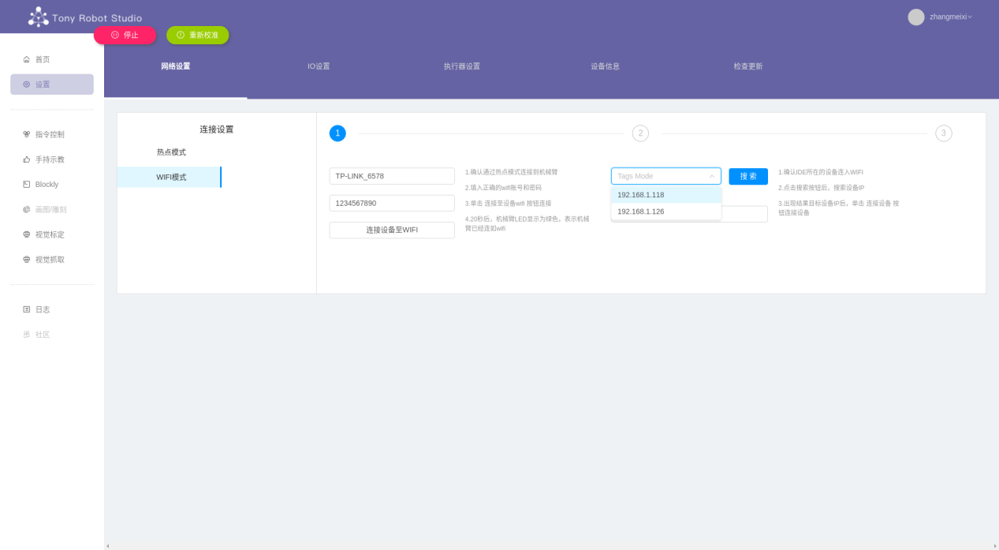 Tony Robot Studio
zhangmeixi
停止
重新校准
首页
设置
指令控制
手持示教
Blockly
画图/雕刻
视觉标定
视觉抓取
日志
社区
网络设置
IO设置
执行器设置
设备信息
检查更新
连接设置
热点模式
WIFI模式
1
2
3
TP-LINK_6578
1234567890
连接设备至WIFI
1.确认通过热点模式连接到机械臂
2.填入正确的wifi账号和密码
3.单击 连接至设备wifi 按钮连接
4.20秒后，机械臂LED显示为绿色，表示机械
臂已经连如wifi
Tags Mode
搜 索
192.168.1.118
192.168.1.126
1.确认IDE所在的设备连入WIFI
2.点击搜索按钮后，搜索设备IP
3.出现结果目标设备IP后，单击 连接设备 按
钮连接设备